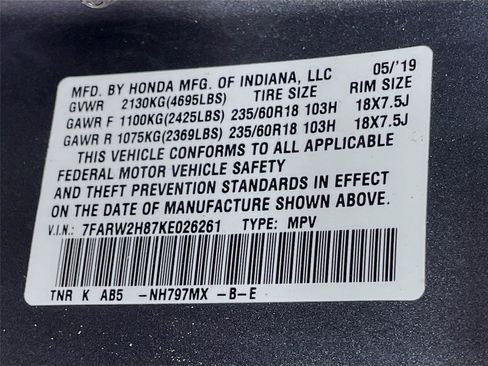 MFD. BY HONDA MFG. OF INDIANA, LLC 05/'19
GVWR 2130KG(4695LBS) TIRE SIZE RIM SIZE
GAWR F 1100KG(2425LBS) 235/60R18 103H 18X7.5J
GAWR R 1075KG(2369LBS) 235/60R18 103H 18X7.5J
THIS VEHICLE CONFORMS TO ALL APPLICABLE
FEDERAL MOTOR VEHICLE SAFETY
AND THEFT PREVENTION STANDARDS IN EFFECT
ON THE DATE OF MANUFACTURE SHOWN ABOVE.
V.I.N.: 7FARW2H87KE026261 TYPE: MPV
TNR K AB5 -NH797MX -B-E